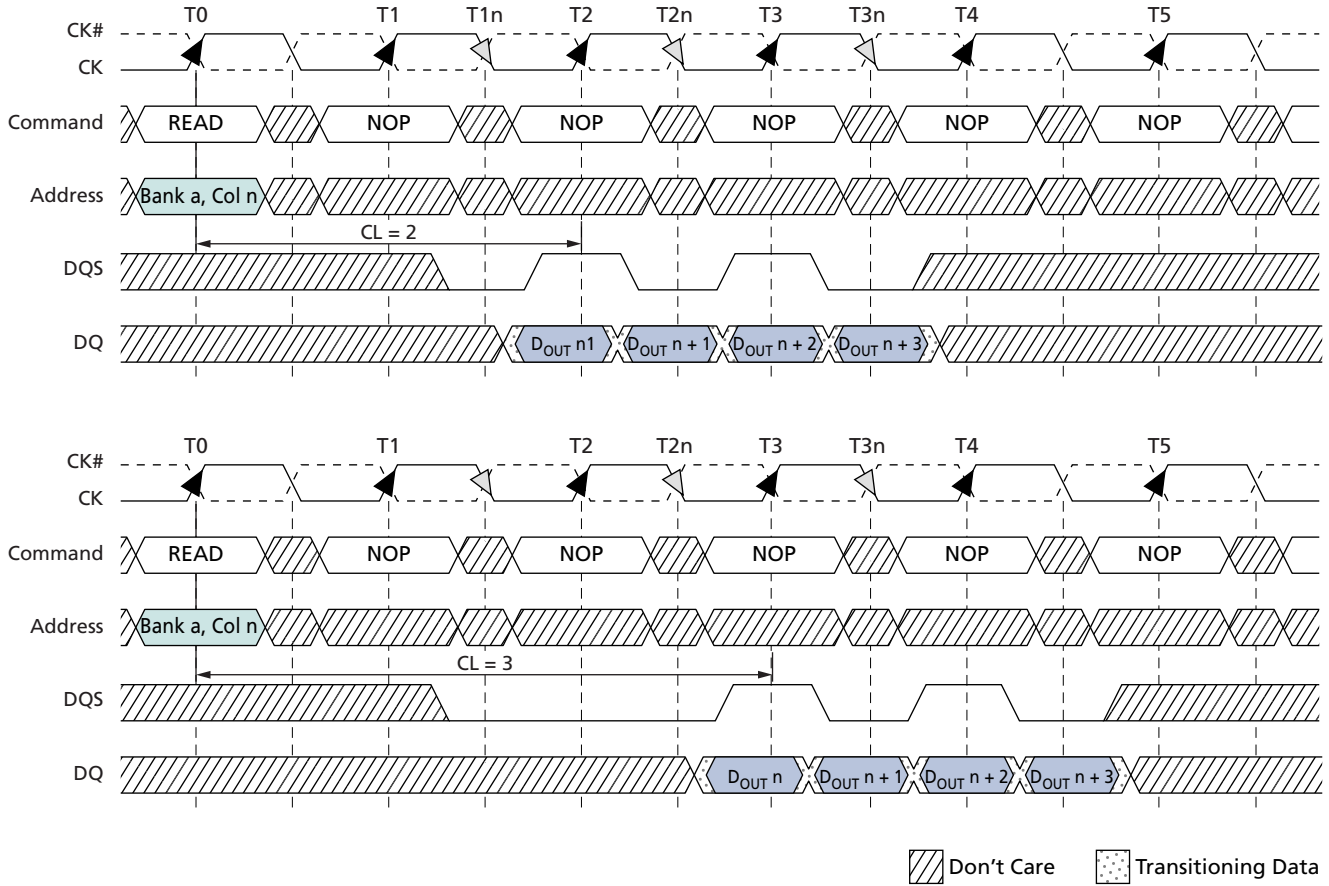 T0 T1 T1n T2 T2n T3 T3n T4 T5
CK#
CK
Command READ NOP NOP NOP NOP NOP
Address Bank a, Col n
CL = 2
DQS
DQ DOUT n1 DOUT n + 1 DOUT n + 2 DOUT n + 3
T0 T1 T2 T2n T3 T3n T4 T5
CK#
CK
Command READ NOP NOP NOP NOP NOP
Address Bank a, Col n
CL = 3
DQS
DQ DOUT n DOUT n + 1 DOUT n + 2 DOUT n + 3
Don't Care Transitioning Data